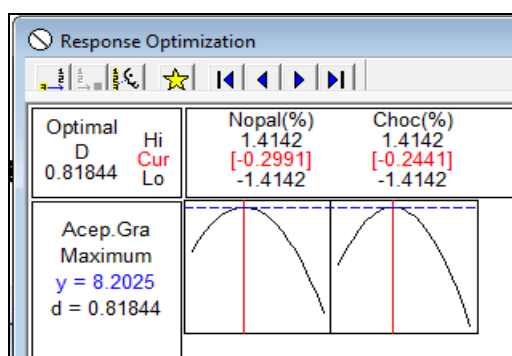 Response Optimization
Optimal
D
0.81844
Hi
Cur
Lo
Nopal(%)
1.4142
[-0.2991]
-1.4142
Choc(%)
1.4142
[-0.2441]
-1.4142
Acep.Gra
Maximum
y = 8.2025
d = 0.81844